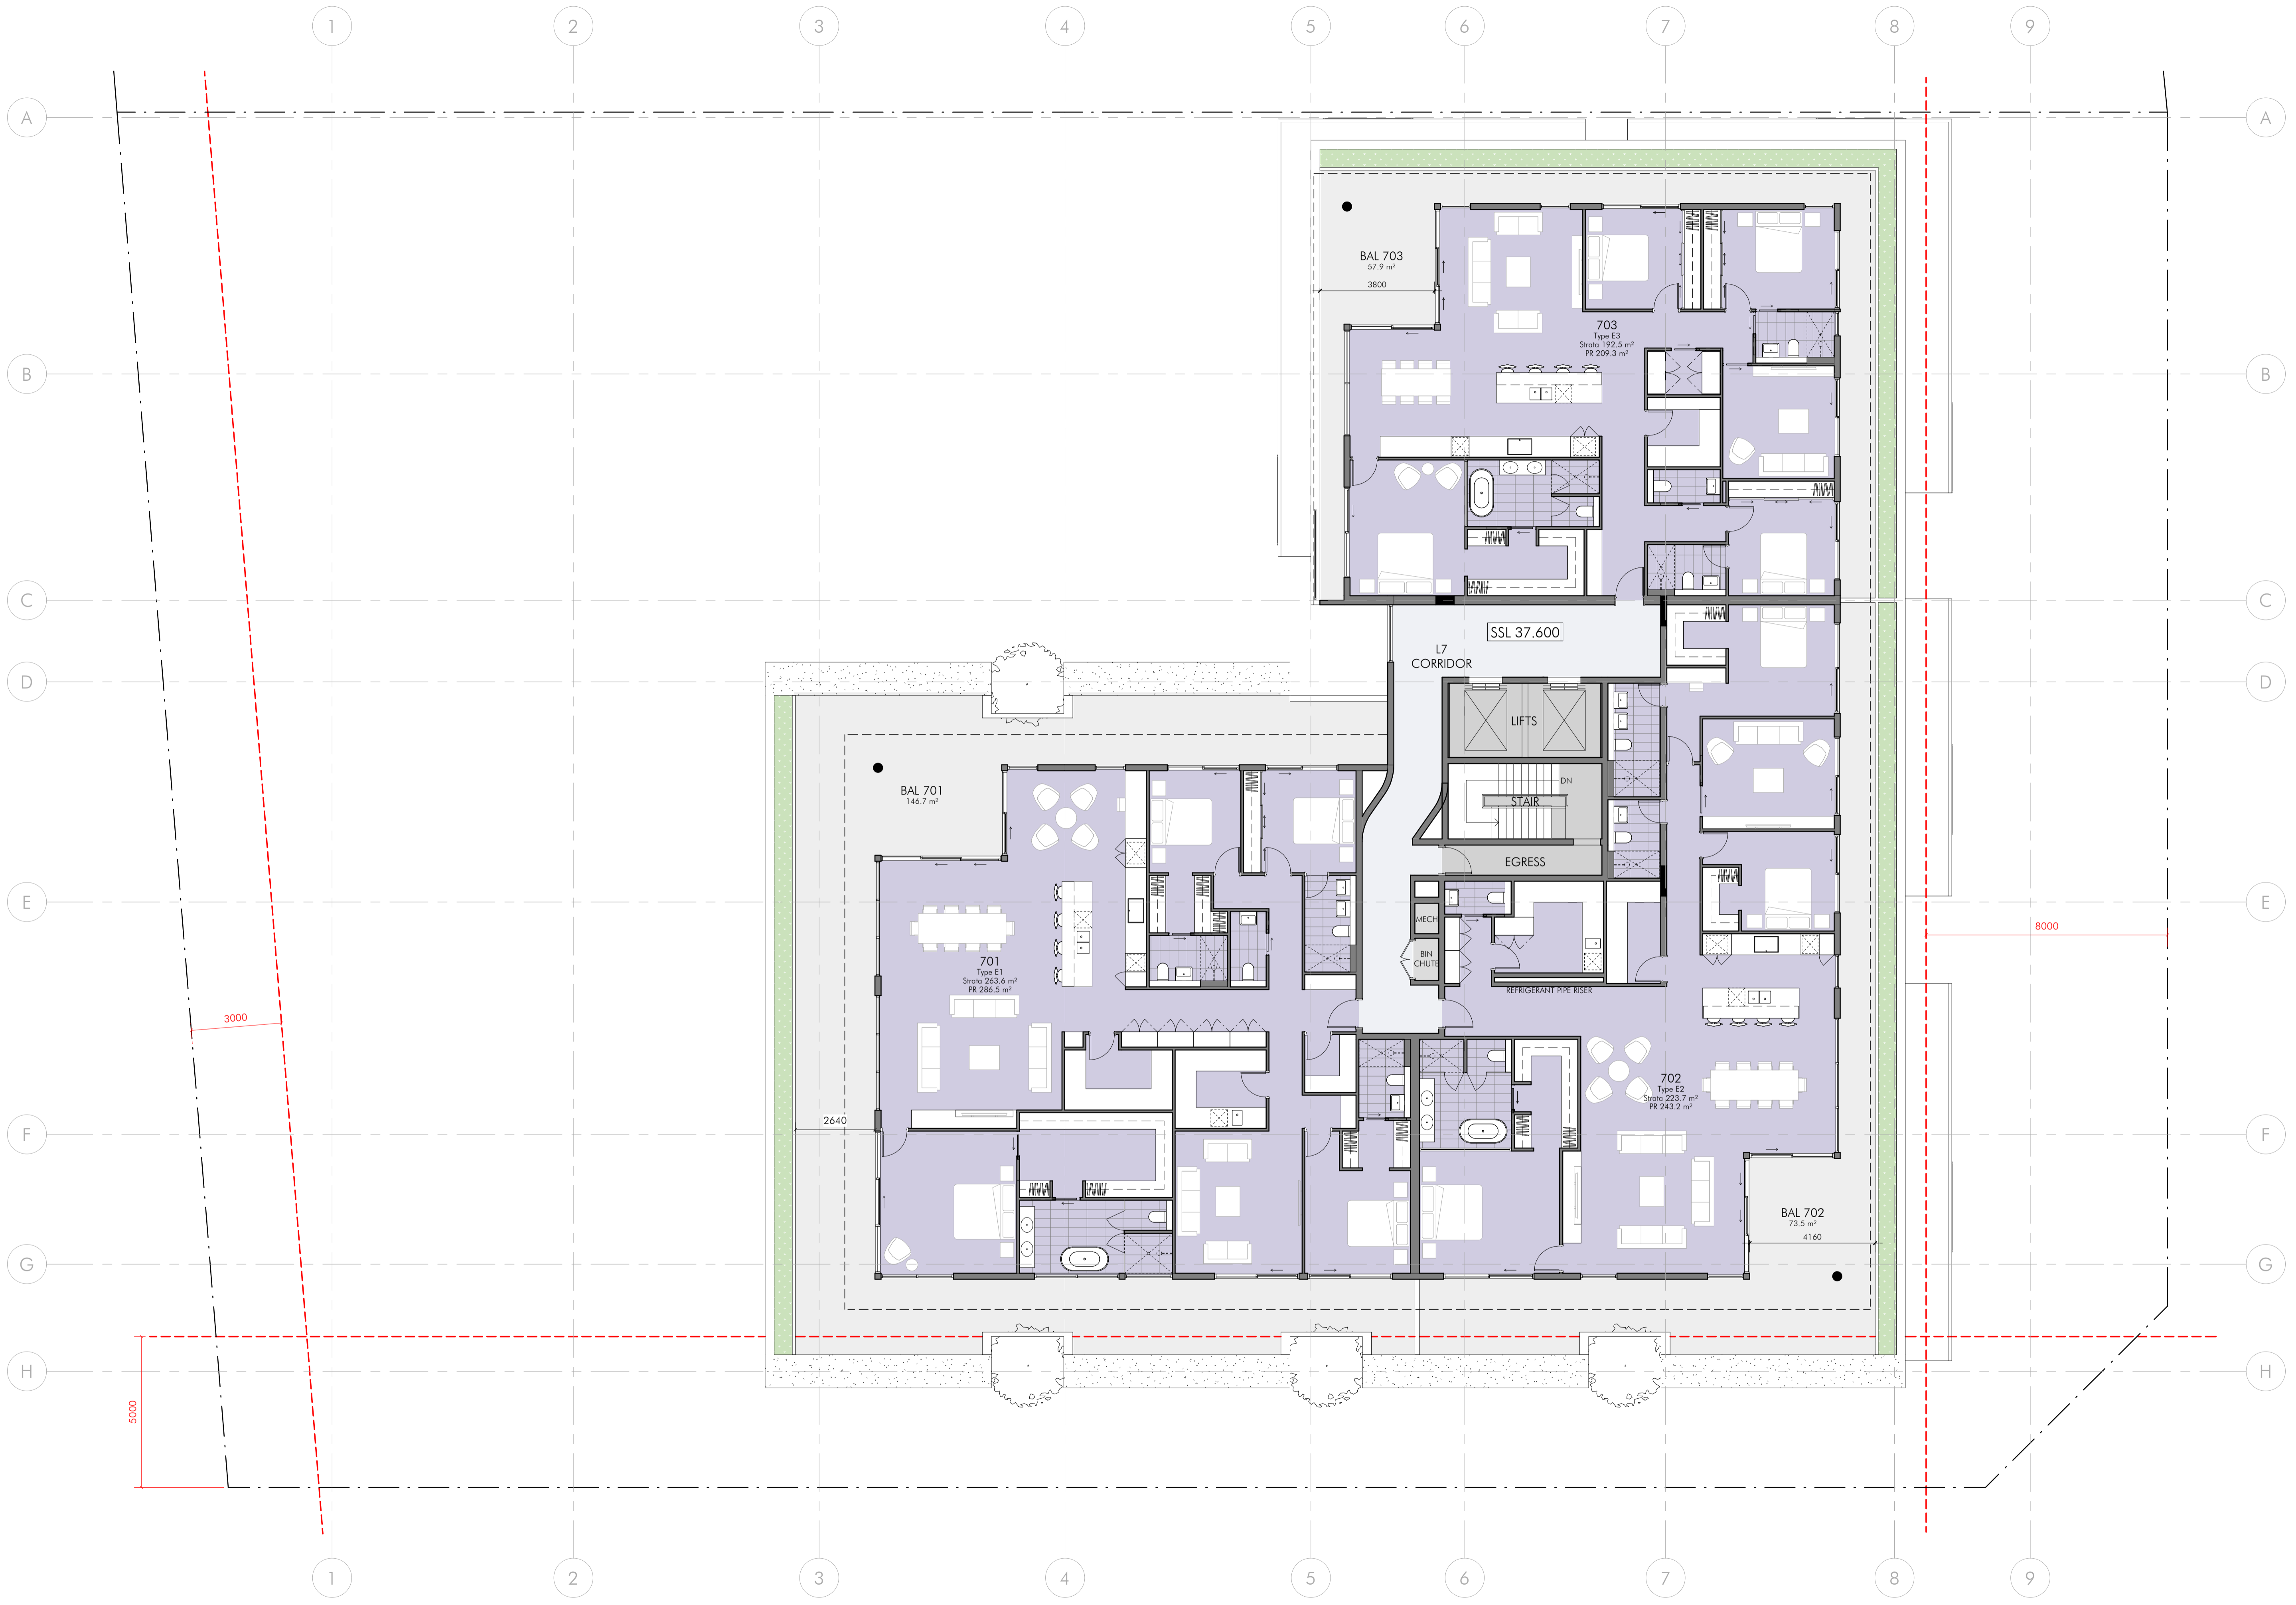 1 2 3 4 5 6 7 8 9
A A
BAL 703
57.9 m²
3800
703
Type E3
Strata 192.5 m²
PR 209.3 m²
B B
C C
SSL 37.600
L7
CORRIDOR
D D
LIFTS
DN
STAIR
BAL 701
146.7 m²
EGRESS
E E
MECH
8000
BIN
CHUTE
701
Type E1
Strata 263.6 m²
PR 286.5 m²
REFRIGERANT PIPE RISER
3000
702
Type E2
Strata 223.7 m²
PR 243.2 m²
2640
F F
BAL 702
73.5 m²
4160
G G
H H
5000
1 2 3 4 5 6 7 8 9